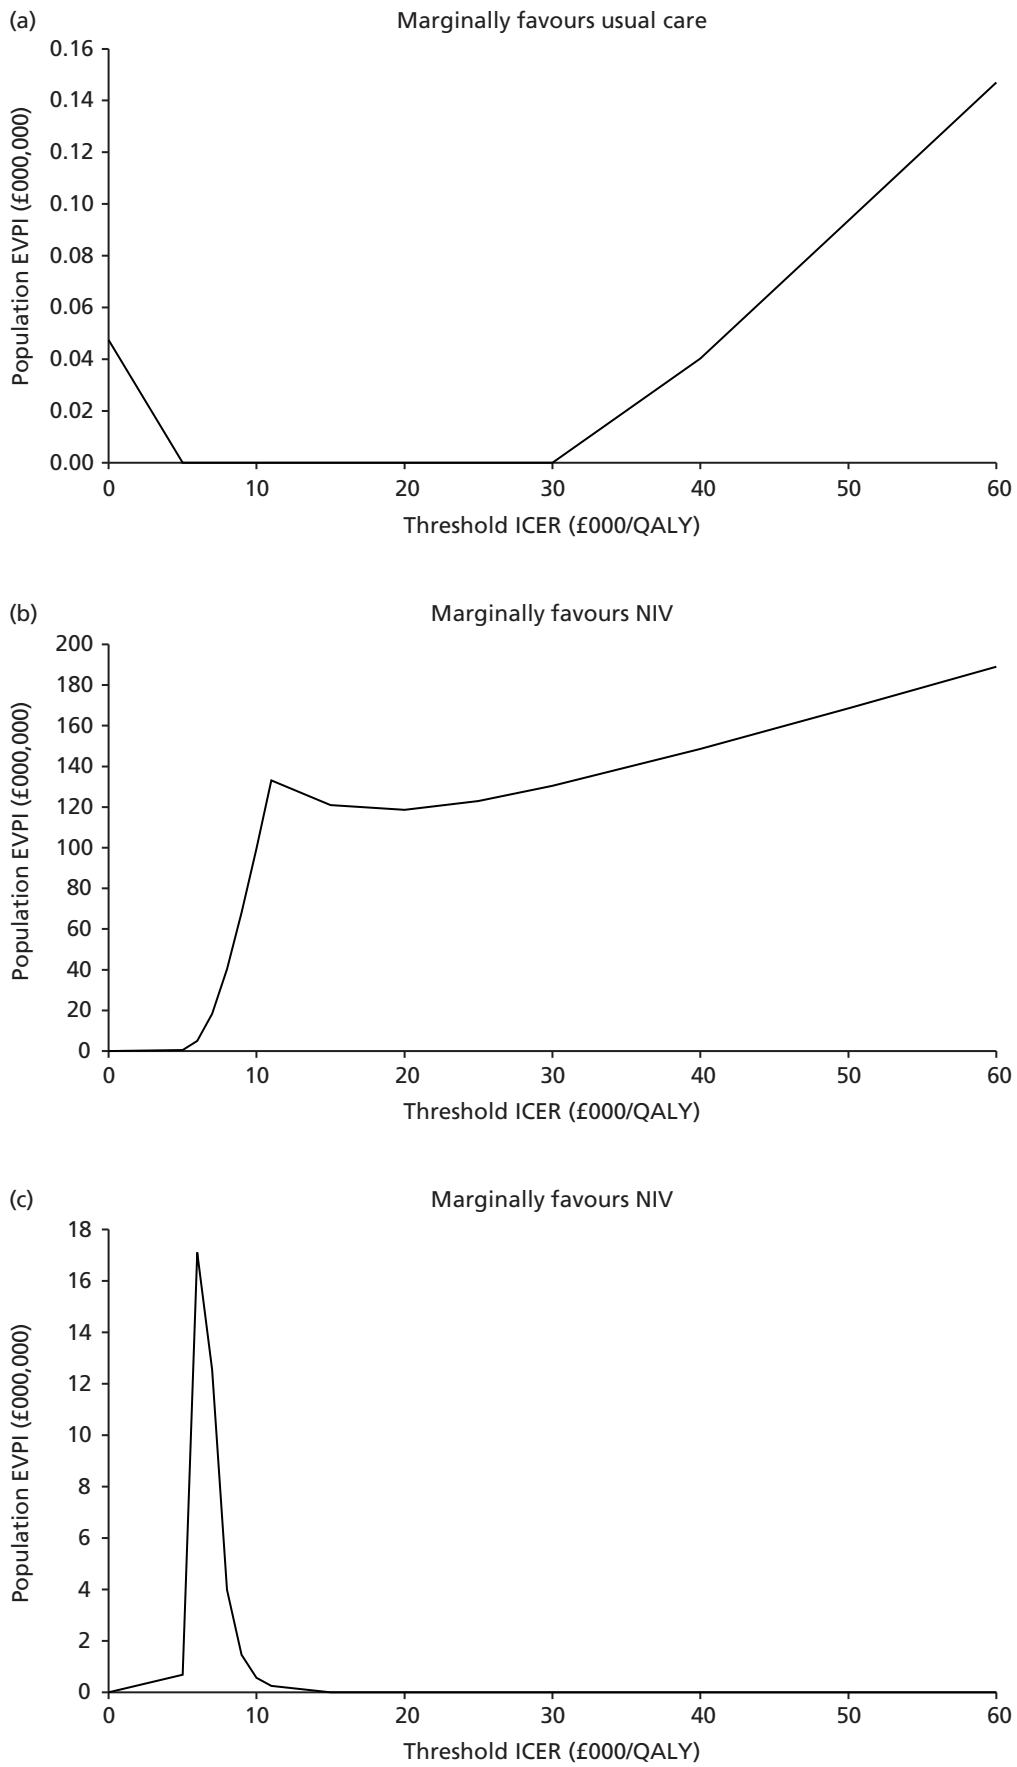 (a)
Marginally favours usual care
Population EVPI (£000,000)
0.16
0.14
0.12
0.10
0.08
0.06
0.04
0.02
0.00
0 10 20 30 40 50 60
Threshold ICER (£000/QALY)
(b)
Marginally favours NIV
Population EVPI (£000,000)
200
180
160
140
120
100
80
60
40
20
0
0 10 20 30 40 50 60
Threshold ICER (£000/QALY)
(c)
Marginally favours NIV
Population EVPI (£000,000)
18
16
14
12
10
8
6
4
2
0
0 10 20 30 40 50 60
Threshold ICER (£000/QALY)